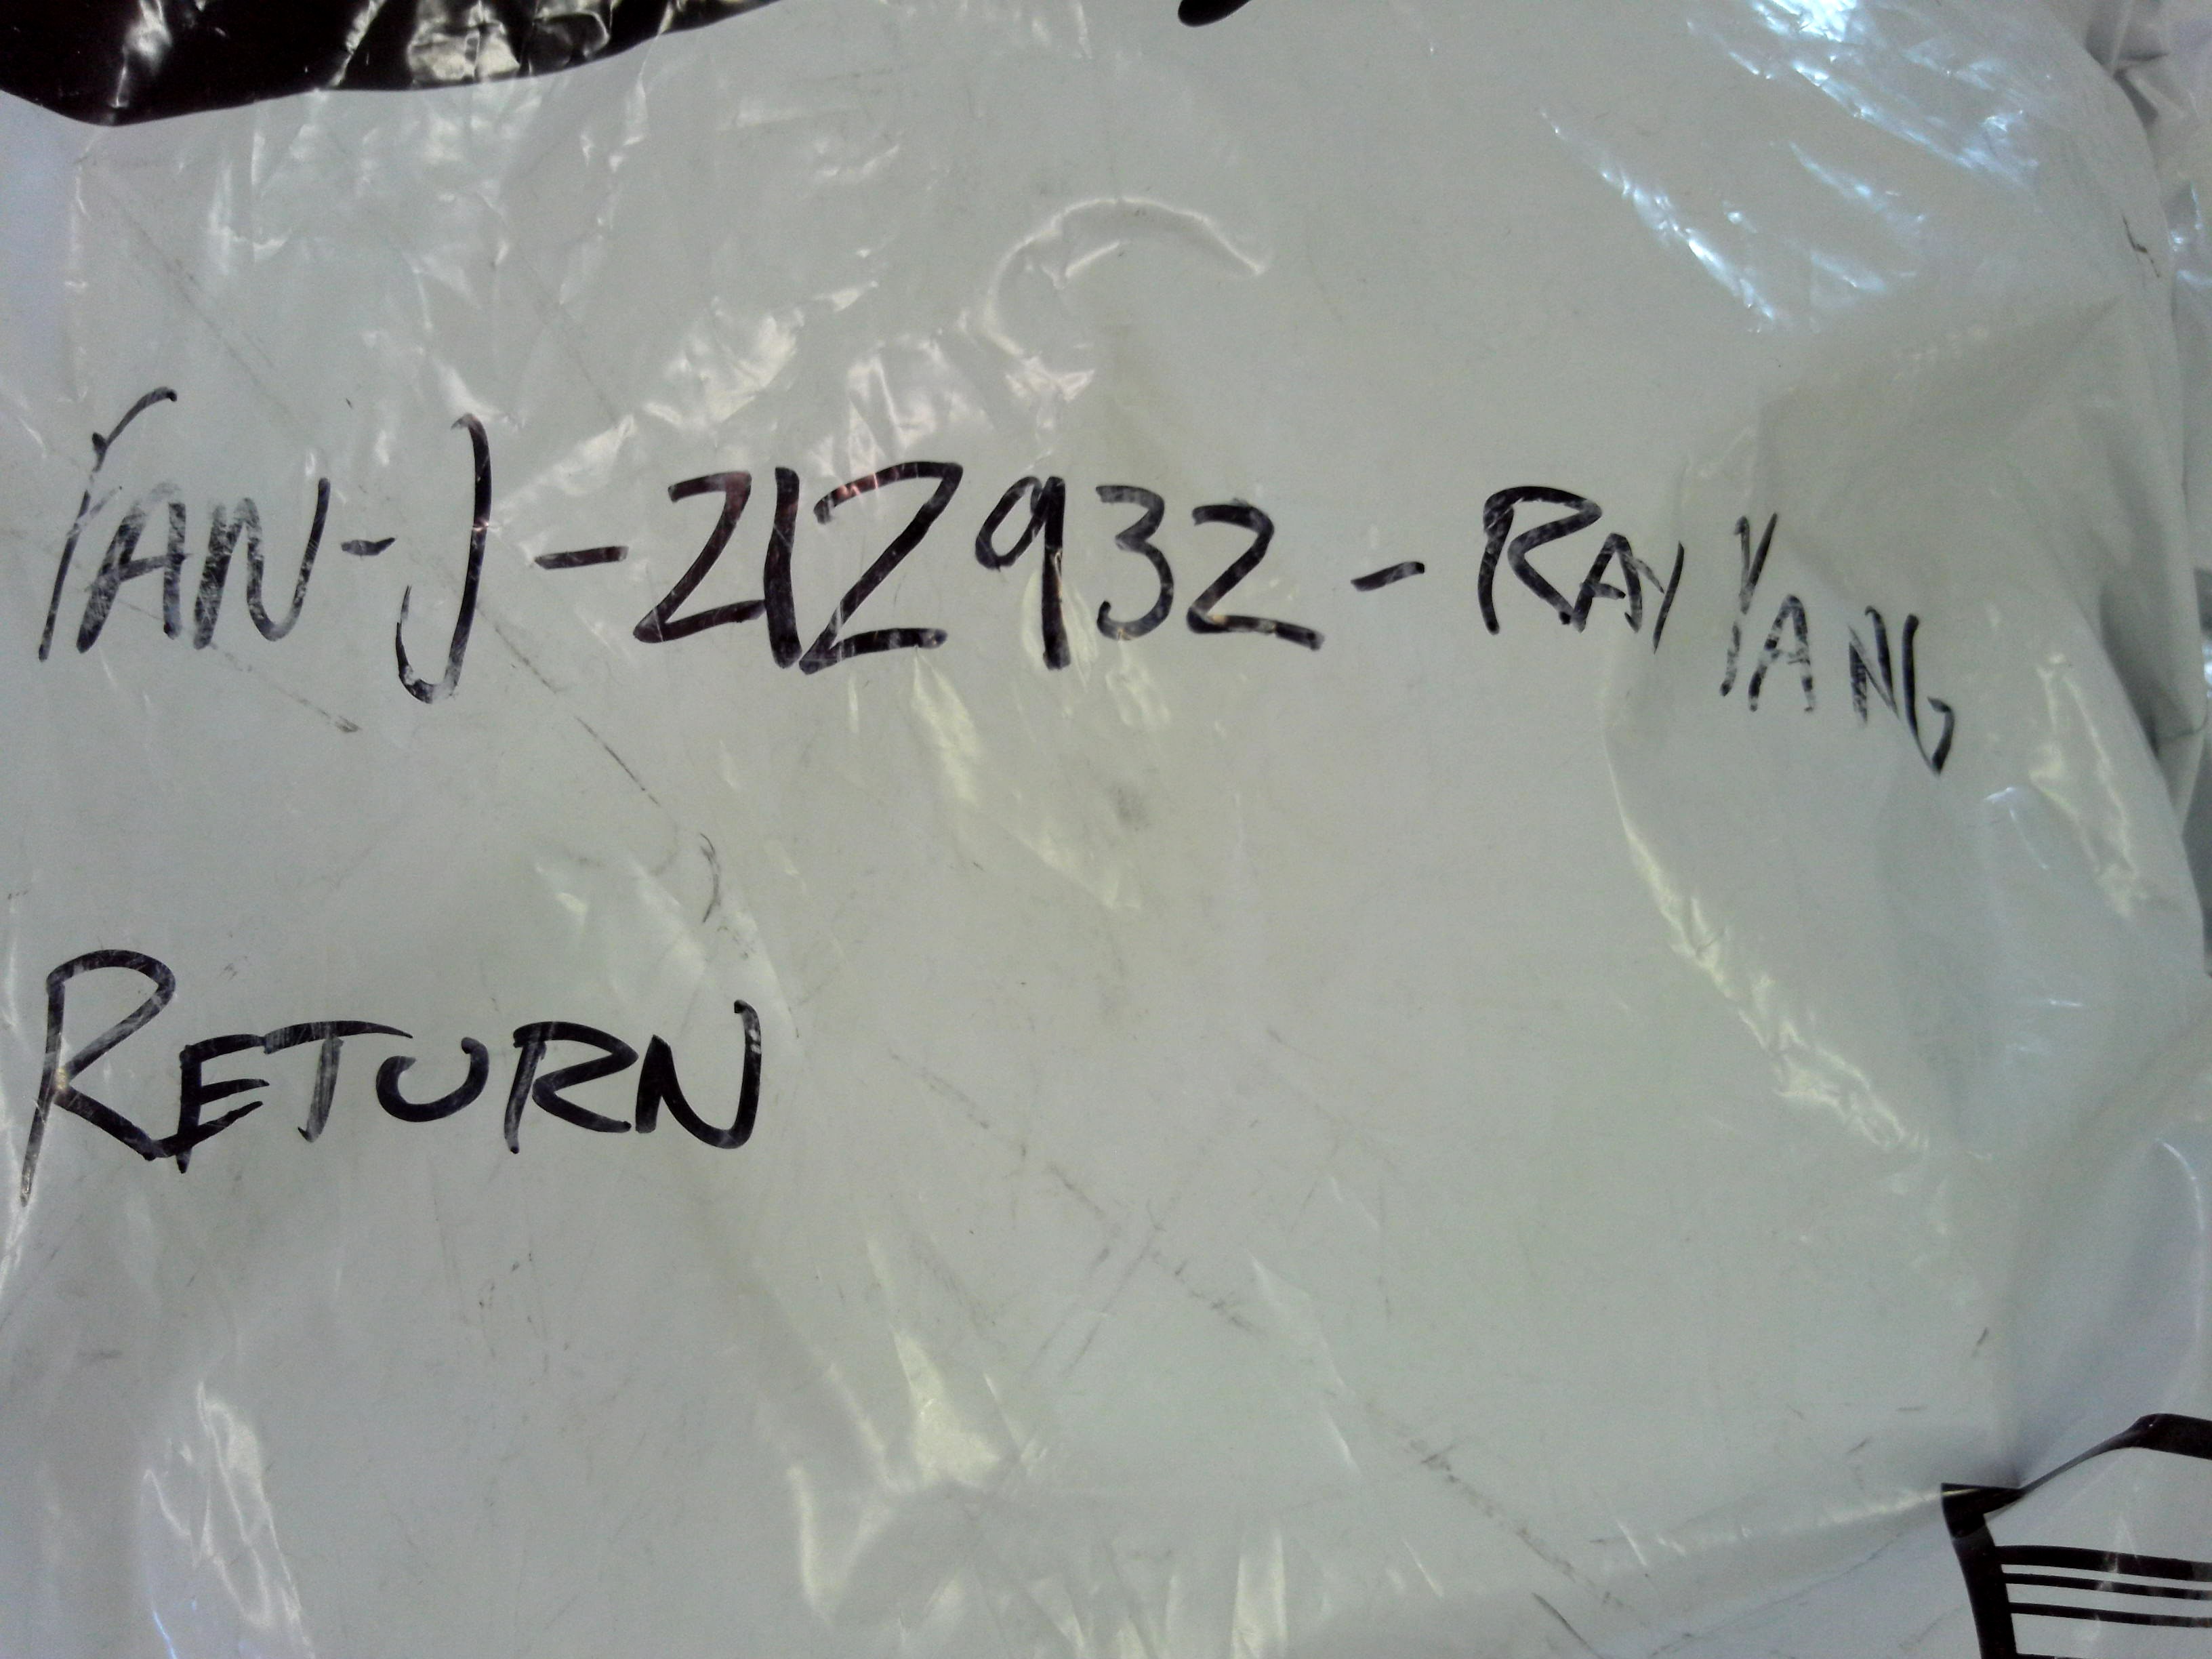 YAN-J-212932-RAY YANG
RETURN